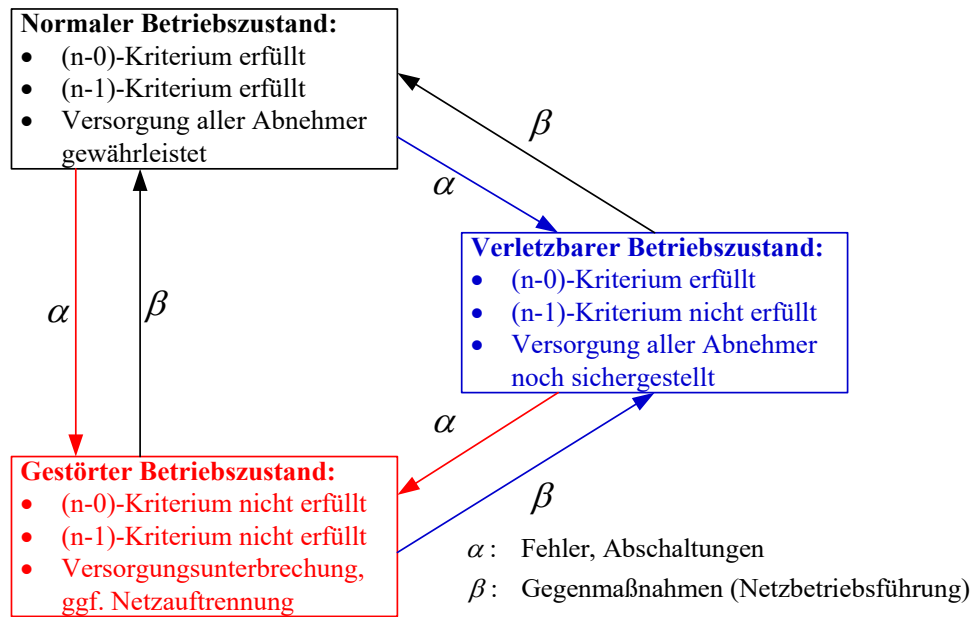 Normaler Betriebszustand:
• (n-0)-Kriterium erfüllt
• (n-1)-Kriterium erfüllt
• Versorgung aller Abnehmer
gewährleistet
β
α
Verletzbarer Betriebszustand:
• (n-0)-Kriterium erfüllt
• (n-1)-Kriterium nicht erfüllt
• Versorgung aller Abnehmer
noch sichergestellt
α
β
α
Gestörter Betriebszustand:
• (n-0)-Kriterium nicht erfüllt
• (n-1)-Kriterium nicht erfüllt
• Versorgungsunterbrechung,
ggf. Netzauftrennung
β
α : Fehler, Abschaltungen
β : Gegenmaßnahmen (Netzbetriebsführung)